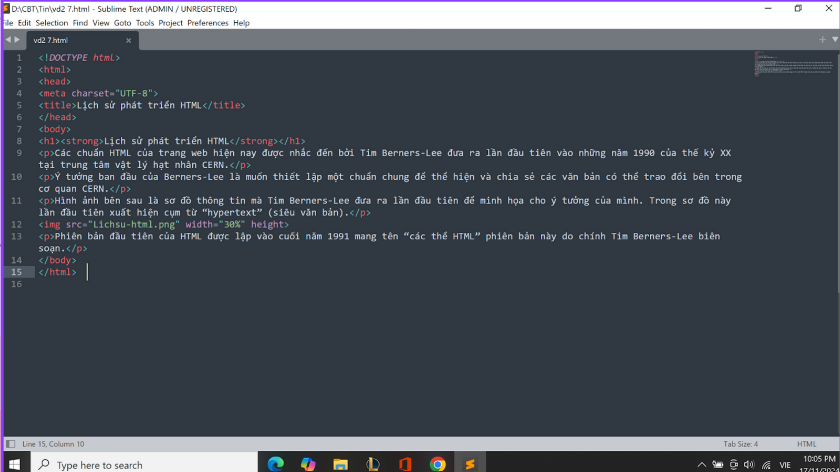 D:\CBT\Tin\vd2 7.html - Sublime Text (ADMIN / UNREGISTERED)
File Edit Selection Find View Goto Tools Project Preferences Help
vd2 7.html
1 <!DOCTYPE html>
2 <html>
3 <head>
4 <meta charset="UTF-8">
5 <title>Lịch sử phát triển HTML</title>
6 </head>
7 <body>
8 <h1><strong>Lịch sử phát triển HTML</strong></h1>
9 <p>Các chuẩn HTML của trang web hiện nay được nhắc đến bởi Tim Berners-Lee đưa ra lần đầu tiên vào những năm 1990 của thế kỷ XX
tại trung tâm vật lý hạt nhân CERN.</p>
10 <p>Ý tưởng ban đầu của Berners-Lee là muốn thiết lập một chuẩn chung để thể hiện và chia sẻ các văn bản có thể trao đổi bên trong
cơ quan CERN.</p>
11 <p>Hình ảnh bên sau là sơ đồ thông tin mà Tim Berners-Lee đưa ra lần đầu tiên để minh họa cho ý tưởng của mình. Trong sơ đồ này
lần đầu tiên xuất hiện cụm từ “hypertext” (siêu văn bản).</p>
12 <img src="Lichsu-html.png" width="30%" height>
13 <p>Phiên bản đầu tiên của HTML được lập vào cuối năm 1991 mang tên “các thẻ HTML” phiên bản này do chính Tim Berners-Lee biên
soạn.</p>
14 </body>
15 </html>
16
Line 15, Column 10
Tab Size: 4
HTML
Type here to search
VIE
10:05 PM